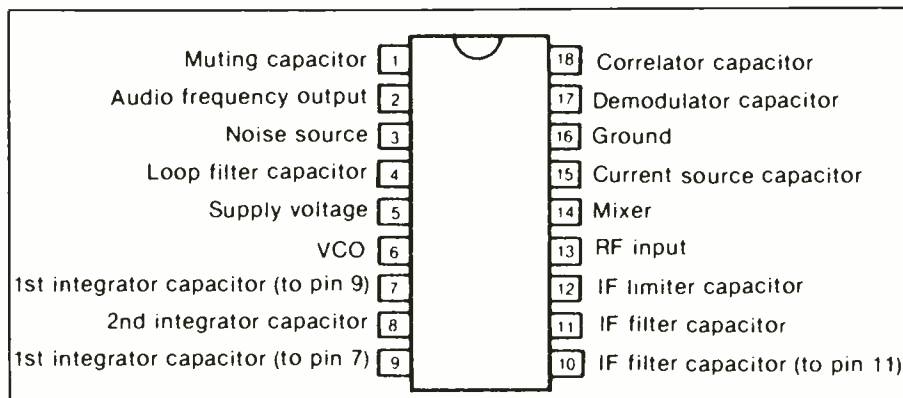 Muting capacitor 1
Audio frequency output 2
Noise source 3
Loop filter capacitor 4
Supply voltage 5
VCO 6
1st integrator capacitor (to pin 9) 7
2nd integrator capacitor 8
1st integrator capacitor (to pin 7) 9
18 Correlator capacitor
17 Demodulator capacitor
16 Ground
15 Current source capacitor
14 Mixer
13 RF input
12 IF limiter capacitor
11 IF filter capacitor
10 IF filter capacitor (to pin 11)